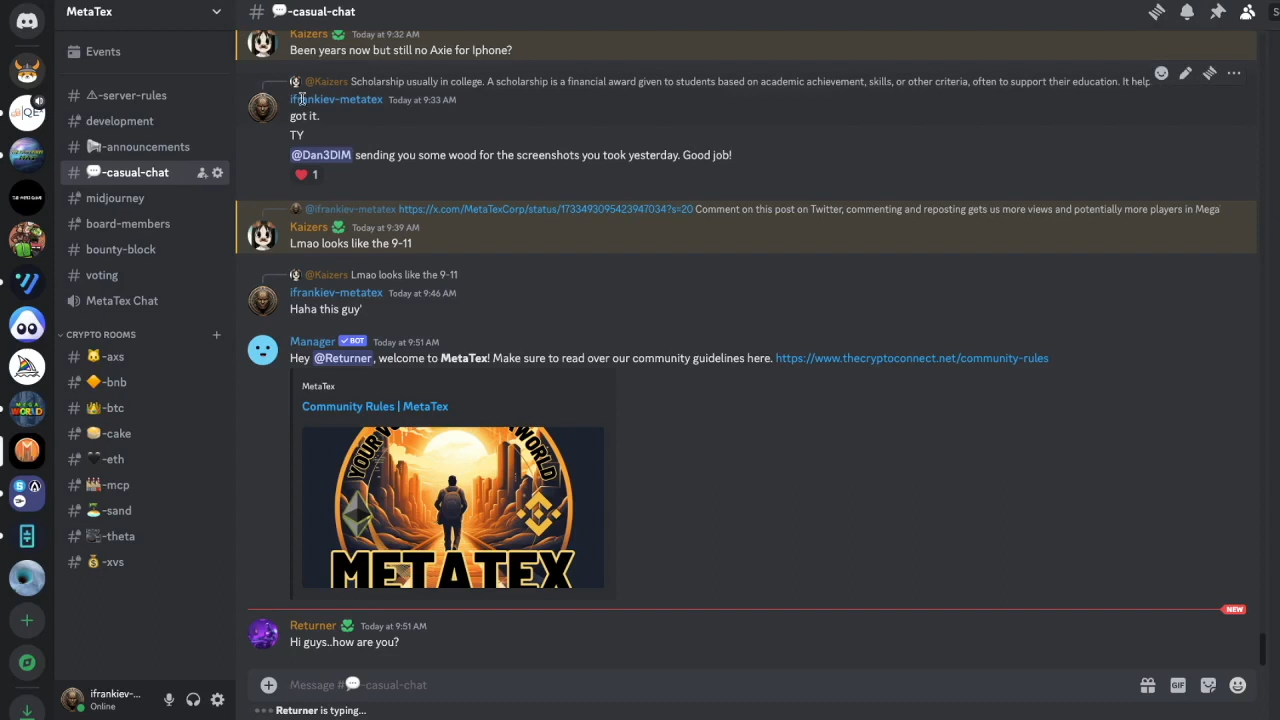 MetaTex
# -casual-chat
Events
# -server-rules
# development
# -announcements
# -casual-chat
# midjourney
# board-members
# bounty-block
# voting
MetaTex Chat
CRYPTO ROOMS
# -axs
# -bnb
# -btc
# -cake
# -eth
# -mcp
# -sand
# -theta
# -xvs
ifrankiev-...
Online
Kaizers Today at 9:32 AM
Been years now but still no Axie for Iphone?
@Kaizers Scholarship usually in college. A scholarship is a financial award given to students based on academic achievement, skills, or other criteria, often to support their education. It help
ifrankiev-metatex Today at 9:33 AM
got it.
TY
@Dan3DIM sending you some wood for the screenshots you took yesterday. Good job!
1
@ifrankiev-metatex https://x.com/MetaTexCorp/status/1733493095423947034?s=20 Comment on this post on Twitter, commenting and reposting gets us more views and potentially more players in Mega
Kaizers Today at 9:39 AM
Lmao looks like the 9-11
@Kaizers Lmao looks like the 9-11
ifrankiev-metatex Today at 9:46 AM
Haha this guy'
Manager BOT Today at 9:51 AM
Hey @Returner, welcome to MetaTex! Make sure to read over our community guidelines here. https://www.thecryptoconnect.net/community-rules
MetaTex
Community Rules | MetaTex
METATEX
NEW
Returner Today at 9:51 AM
Hi guys..how are you?
Message # -casual-chat
GIF
Returner is typing...